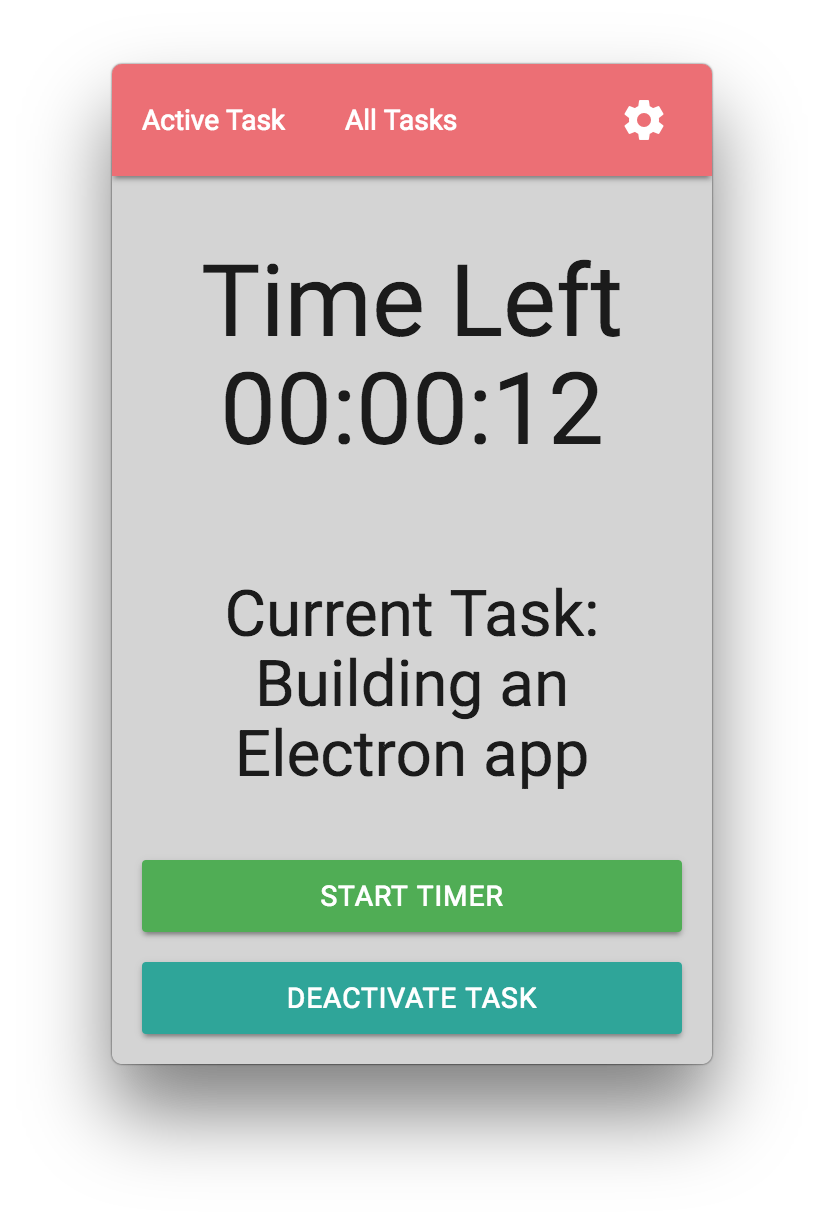 Active Task All Tasks
Time Left
00:00:12
Current Task:
Building an
Electron app
START TIMER
DEACTIVATE TASK